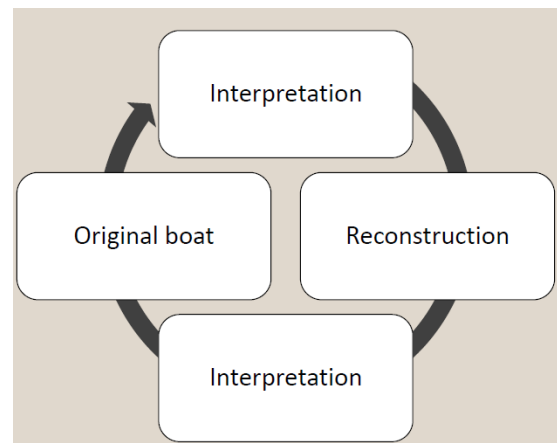 Interpretation
Original boat
Reconstruction
Interpretation